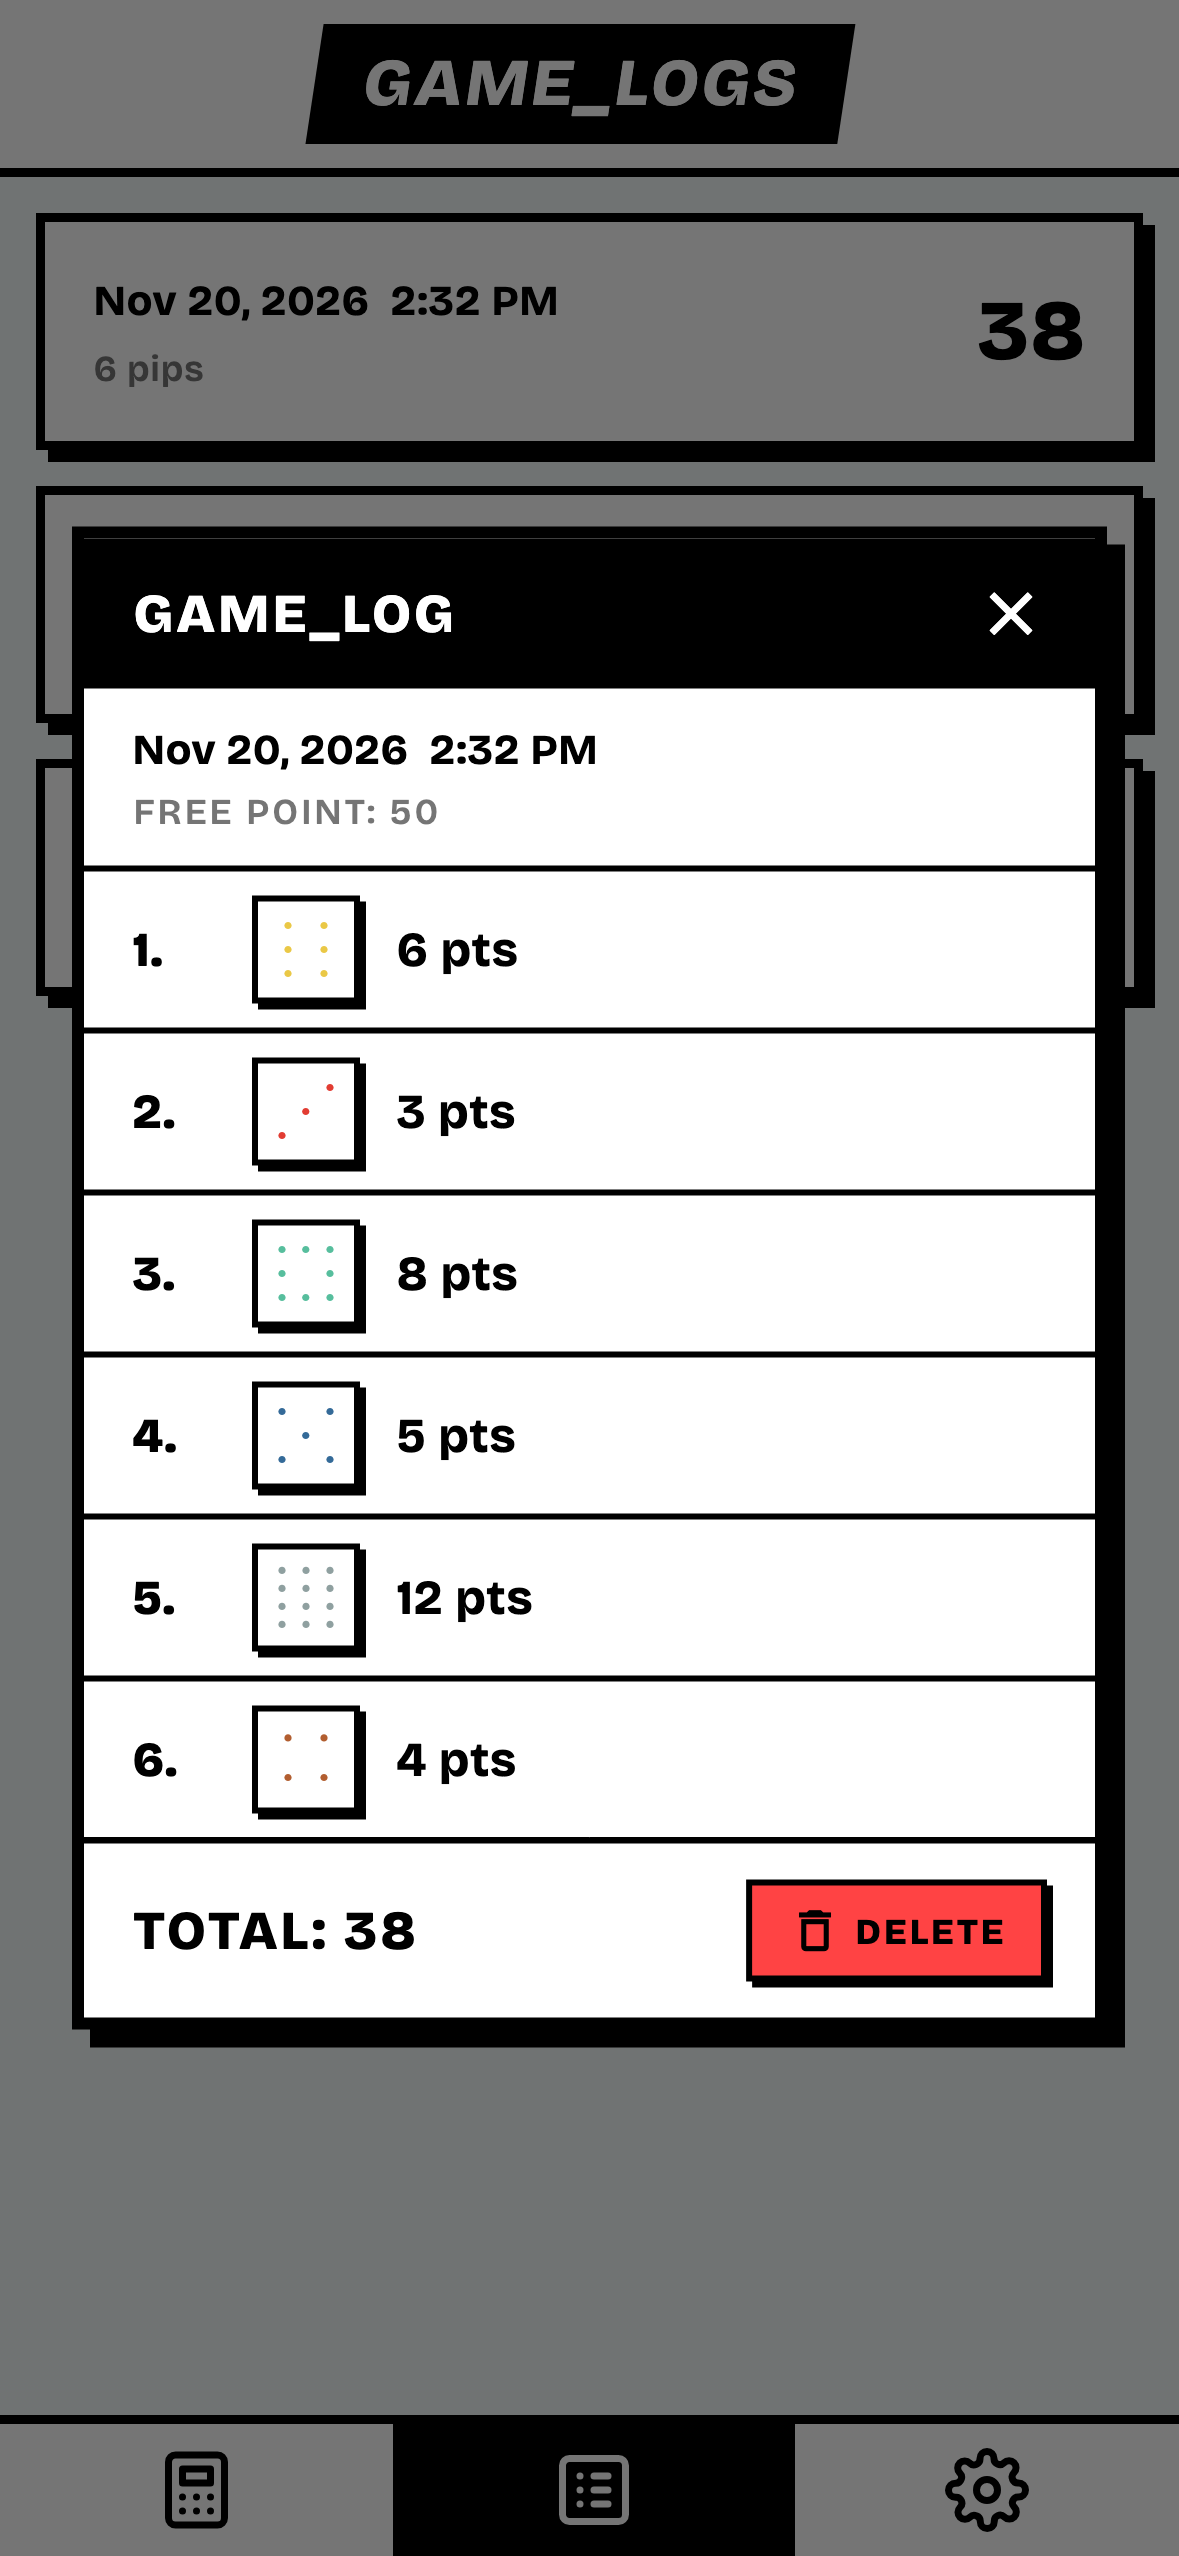 GAME_LOGS
Nov 20, 2026 2:32 PM
6 pips
38
GAME_LOG
Nov 20, 2026 2:32 PM
FREE POINT: 50
1. 6 pts
2. 3 pts
3. 8 pts
4. 5 pts
5. 12 pts
6. 4 pts
TOTAL: 38
DELETE